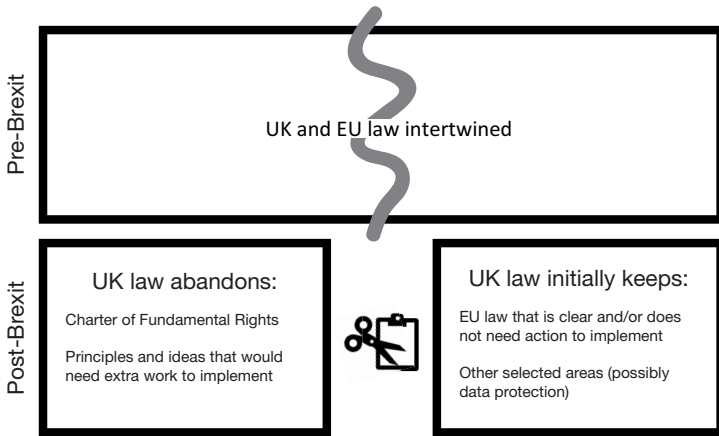 Pre-Brexit
UK and EU law intertwined
Post-Brexit
UK law abandons:
Charter of Fundamental Rights
Principles and ideas that would
need extra work to implement
UK law initially keeps:
EU law that is clear and/or does
not need action to implement
Other selected areas (possibly
data protection)